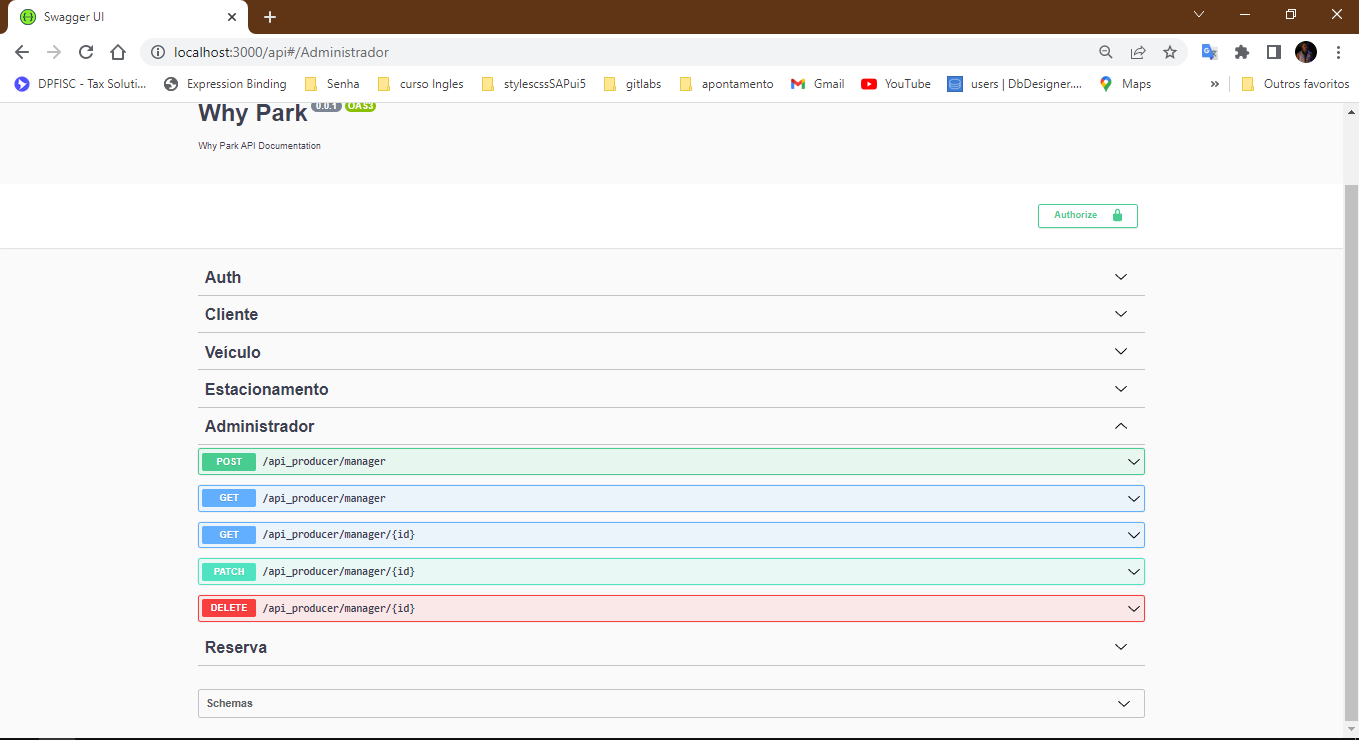 Swagger UI
localhost:3000/api#/Administrador
DPFISC - Tax Soluti... Expression Binding Senha curso Ingles stylescssSAPui5 gitlabs apontamento Gmail YouTube users | DbDesigner.... Maps » Outros favoritos
Why Park 0.0.1 OAS3
Why Park API Documentation
Authorize
Auth
Cliente
Veículo
Estacionamento
Administrador
POST /api_producer/manager
GET /api_producer/manager
GET /api_producer/manager/{id}
PATCH /api_producer/manager/{id}
DELETE /api_producer/manager/{id}
Reserva
Schemas